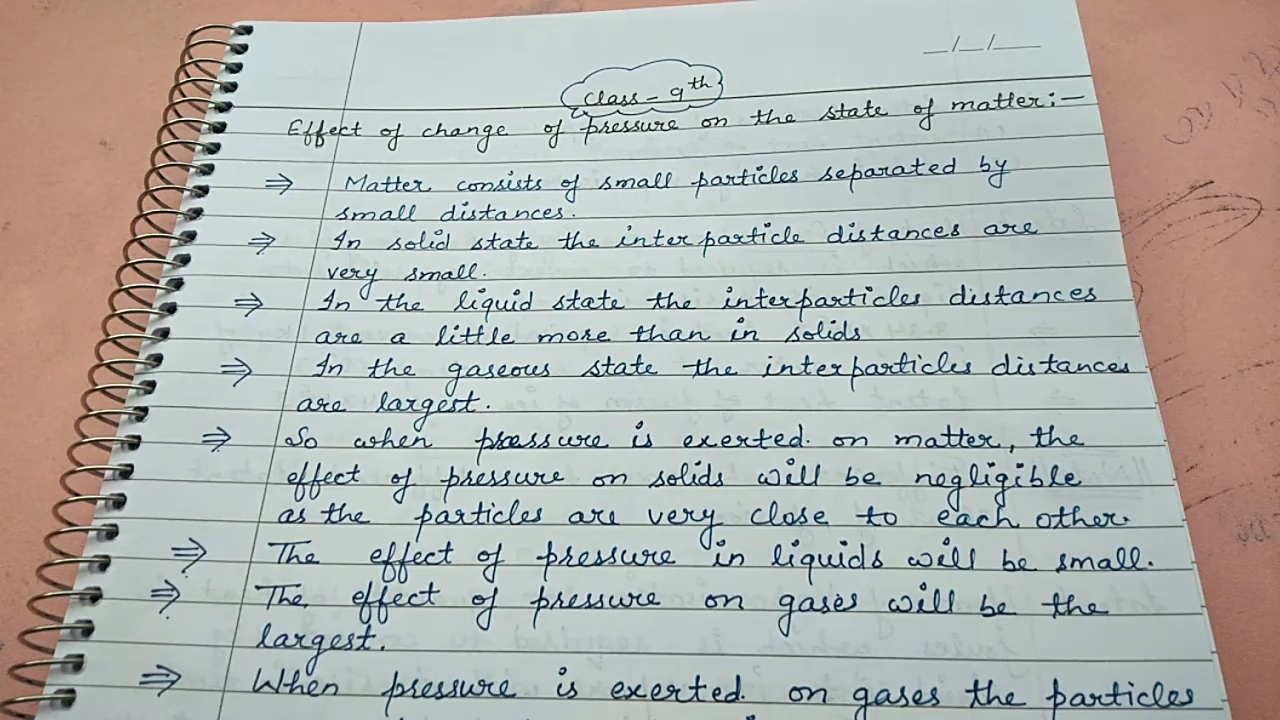 _/_/__
Class - 9th
Effect of change of pressure on the state of matter:-
⇒ Matter consists of small particles separated by
small distances.
⇒ In solid state the inter particle distances are
very small.
⇒ In the liquid state the interparticles distances
are a little more than in solids
⇒ In the gaseous state the interparticles distances
are largest.
⇒ So when pressure is exerted. on matter, the
effect of pressure on solids will be negligible
as the particles are very close to each other.
⇒ The effect of pressure in liquids will be small.
⇒ The effect of pressure on gases will be the
largest.
⇒ When pressure is exerted. on gases the particles